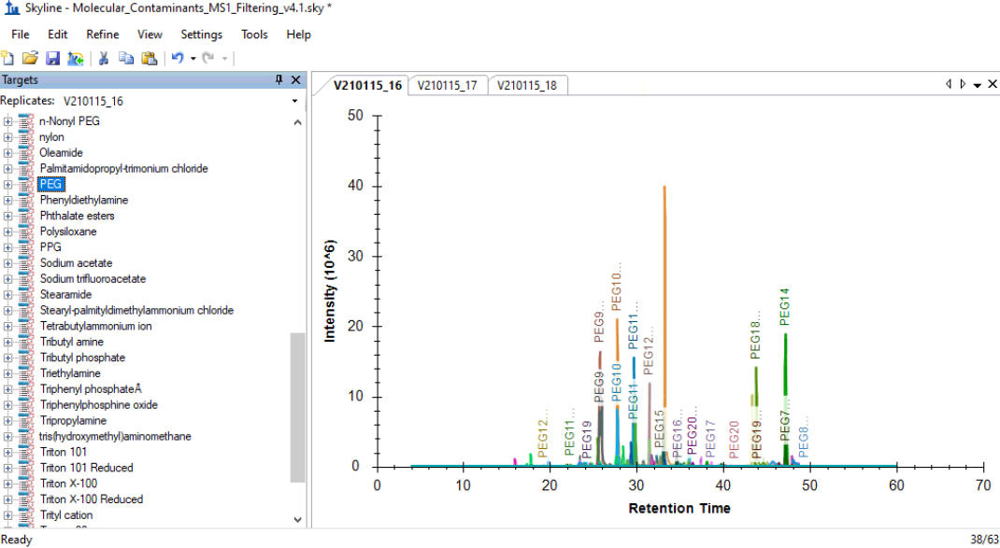 Skyline - Molecular_Contaminants_MS1_Filtering_v4.1.sky *
File Edit Refine View Settings Tools Help
Targets
Replicates: V210115_16
n-Nonyl PEG
nylon
Oleamide
Palmitamidopropyl-trimonium chloride
PEG
Phenyldiethylamine
Phthalate esters
Polysiloxane
PPG
Sodium acetate
Sodium trifluoroacetate
Stearamide
Stearyl-palmityldimethylammonium chloride
Tetrabutylammonium ion
Tributyl amine
Tributyl phosphate
Triethylamine
Triphenyl phosphateÂ
Triphenylphosphine oxide
Tripropylamine
tris(hydroxymethyl)aminomethane
Triton 101
Triton 101 Reduced
Triton X-100
Triton X-100 Reduced
Trityl cation
V210115_16 V210115_17 V210115_18
50
40
30
20
10
0
Intensity (10^6)
PEG12...
PEG11...
PEG19
PEG9...
PEG9
PEG10...
PEG10
PEG11...
PEG11
PEG12...
PEG15
PEG16...
PEG20...
PEG17
PEG20
PEG18...
PEG19...
PEG14
PEG7...
PEG8...
0 10 20 30 40 50 60 70
Retention Time
Ready
38/63